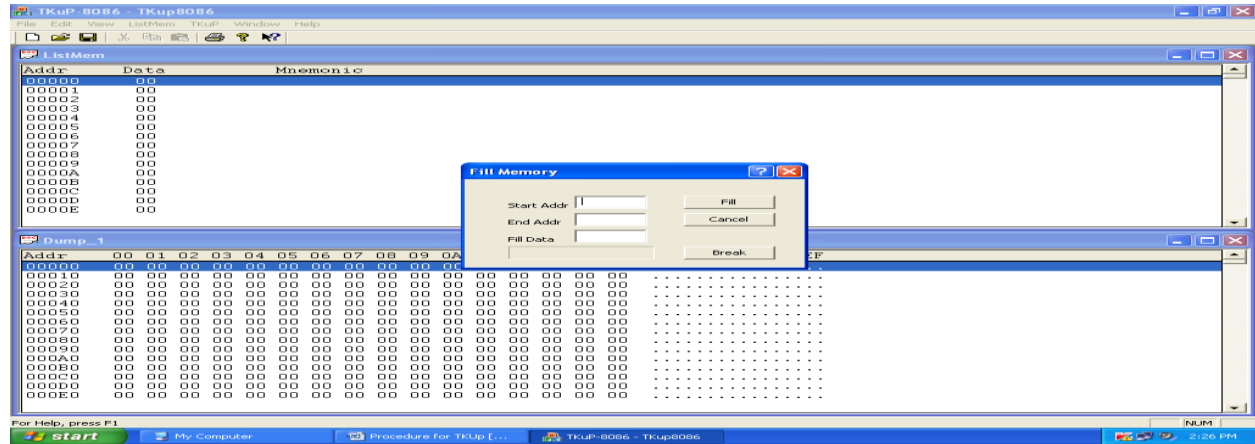 TKuP-8086 - TKup8086
File Edit View ListMem TKuP Window Help
ListMem
Addr Data Mnemonic
00000 00
00001 00
00002 00
00003 00
00004 00
00005 00
00006 00
00007 00
00008 00
00009 00
0000A 00
0000B 00
0000C 00
0000D 00
0000E 00
Fill Memory
Start Addr Fill
End Addr Cancel
Fill Data
Break
Dump_1
Addr 00 01 02 03 04 05 06 07 08 09 0A EF
00000 00 00 00 00 00 00 00 00 00 00 00 00 00 00 00 00
00010 00 00 00 00 00 00 00 00 00 00 00 00 00 00 00 00 ................
00020 00 00 00 00 00 00 00 00 00 00 00 00 00 00 00 00 ................
00030 00 00 00 00 00 00 00 00 00 00 00 00 00 00 00 00 ................
00040 00 00 00 00 00 00 00 00 00 00 00 00 00 00 00 00 ................
00050 00 00 00 00 00 00 00 00 00 00 00 00 00 00 00 00 ................
00060 00 00 00 00 00 00 00 00 00 00 00 00 00 00 00 00 ................
00070 00 00 00 00 00 00 00 00 00 00 00 00 00 00 00 00 ................
00080 00 00 00 00 00 00 00 00 00 00 00 00 00 00 00 00 ................
00090 00 00 00 00 00 00 00 00 00 00 00 00 00 00 00 00 ................
000A0 00 00 00 00 00 00 00 00 00 00 00 00 00 00 00 00 ................
000B0 00 00 00 00 00 00 00 00 00 00 00 00 00 00 00 00 ................
000C0 00 00 00 00 00 00 00 00 00 00 00 00 00 00 00 00 ................
000D0 00 00 00 00 00 00 00 00 00 00 00 00 00 00 00 00 ................
000E0 00 00 00 00 00 00 00 00 00 00 00 00 00 00 00 00 ................
For Help, press F1
NUM
start My Computer Procedure for TKUp [... TKuP-8086 - TKup8086 2:26 PM